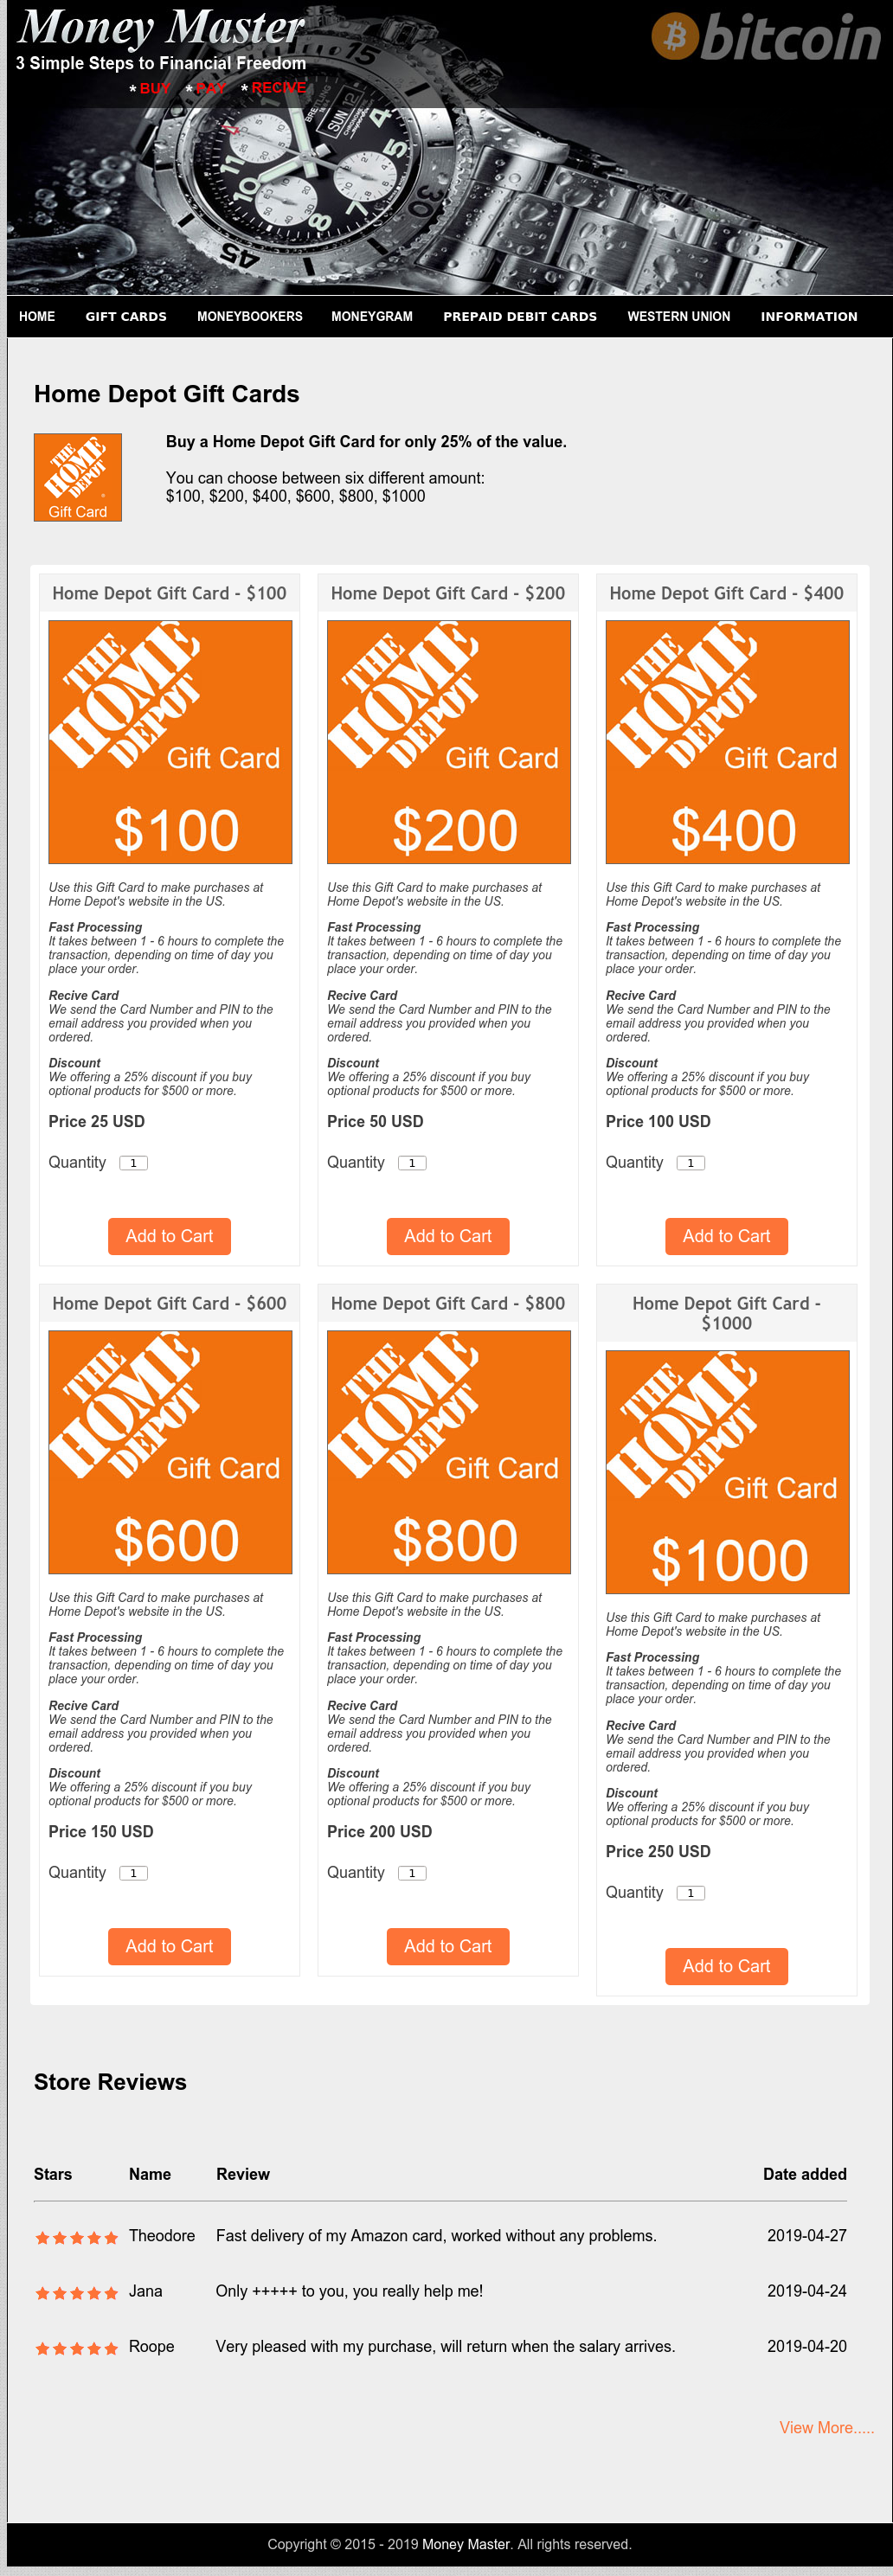 Money Master
bitcoin
3 Simple Steps to Financial Freedom
* BUY * PAY * RECIVE
HOME GIFT CARDS MONEYBOOKERS MONEYGRAM PREPAID DEBIT CARDS WESTERN UNION INFORMATION
Home Depot Gift Cards
THE HOME DEPOT
Gift Card
Buy a Home Depot Gift Card for only 25% of the value.
You can choose between six different amount:
$100, $200, $400, $600, $800, $1000
Home Depot Gift Card - $100
THE HOME DEPOT
Gift Card
$100
Use this Gift Card to make purchases at
Home Depot's website in the US.
Fast Processing
It takes between 1 - 6 hours to complete the
transaction, depending on time of day you
place your order.
Recive Card
We send the Card Number and PIN to the
email address you provided when you
ordered.
Discount
We offering a 25% discount if you buy
optional products for $500 or more.
Price 25 USD
Quantity 1
Add to Cart
Home Depot Gift Card - $200
THE HOME DEPOT
Gift Card
$200
Use this Gift Card to make purchases at
Home Depot's website in the US.
Fast Processing
It takes between 1 - 6 hours to complete the
transaction, depending on time of day you
place your order.
Recive Card
We send the Card Number and PIN to the
email address you provided when you
ordered.
Discount
We offering a 25% discount if you buy
optional products for $500 or more.
Price 50 USD
Quantity 1
Add to Cart
Home Depot Gift Card - $400
THE HOME DEPOT
Gift Card
$400
Use this Gift Card to make purchases at
Home Depot's website in the US.
Fast Processing
It takes between 1 - 6 hours to complete the
transaction, depending on time of day you
place your order.
Recive Card
We send the Card Number and PIN to the
email address you provided when you
ordered.
Discount
We offering a 25% discount if you buy
optional products for $500 or more.
Price 100 USD
Quantity 1
Add to Cart
Home Depot Gift Card - $600
THE HOME DEPOT
Gift Card
$600
Use this Gift Card to make purchases at
Home Depot's website in the US.
Fast Processing
It takes between 1 - 6 hours to complete the
transaction, depending on time of day you
place your order.
Recive Card
We send the Card Number and PIN to the
email address you provided when you
ordered.
Discount
We offering a 25% discount if you buy
optional products for $500 or more.
Price 150 USD
Quantity 1
Add to Cart
Home Depot Gift Card - $800
THE HOME DEPOT
Gift Card
$800
Use this Gift Card to make purchases at
Home Depot's website in the US.
Fast Processing
It takes between 1 - 6 hours to complete the
transaction, depending on time of day you
place your order.
Recive Card
We send the Card Number and PIN to the
email address you provided when you
ordered.
Discount
We offering a 25% discount if you buy
optional products for $500 or more.
Price 200 USD
Quantity 1
Add to Cart
Home Depot Gift Card -
$1000
THE HOME DEPOT
Gift Card
$1000
Use this Gift Card to make purchases at
Home Depot's website in the US.
Fast Processing
It takes between 1 - 6 hours to complete the
transaction, depending on time of day you
place your order.
Recive Card
We send the Card Number and PIN to the
email address you provided when you
ordered.
Discount
We offering a 25% discount if you buy
optional products for $500 or more.
Price 250 USD
Quantity 1
Add to Cart
Store Reviews
Stars Name Review Date added
Theodore Fast delivery of my Amazon card, worked without any problems. 2019-04-27
Jana Only +++++ to you, you really help me! 2019-04-24
Roope Very pleased with my purchase, will return when the salary arrives. 2019-04-20
View More.....
Copyright © 2015 - 2019 Money Master. All rights reserved.